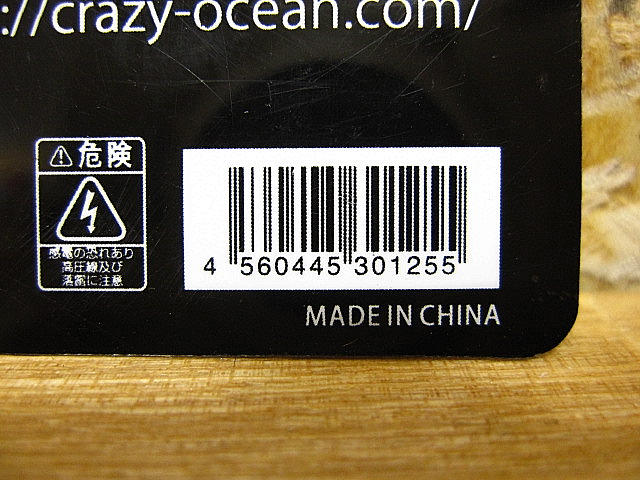 ://crazy-ocean.com/
⚠危険
感電の恐れあり
高圧線及び
落雷に注意
4 560445 301255
MADE IN CHINA